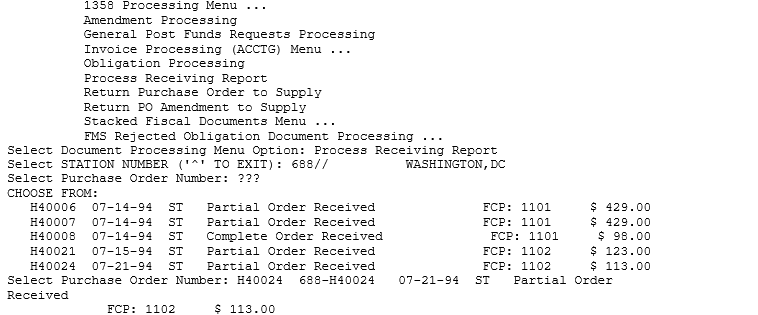 1358 Processing Menu ...
Amendment Processing
General Post Funds Requests Processing
Invoice Processing (ACCTG) Menu ...
Obligation Processing
Process Receiving Report
Return Purchase Order to Supply
Return PO Amendment to Supply
Stacked Fiscal Documents Menu ...
FMS Rejected Obligation Document Processing ...
Select Document Processing Menu Option: Process Receiving Report
Select STATION NUMBER ('^' TO EXIT): 688// WASHINGTON,DC
Select Purchase Order Number: ???
CHOOSE FROM:
H40006 07-14-94 ST Partial Order Received FCP: 1101 $ 429.00
H40007 07-14-94 ST Partial Order Received FCP: 1101 $ 429.00
H40008 07-14-94 ST Complete Order Received FCP: 1101 $ 98.00
H40021 07-15-94 ST Partial Order Received FCP: 1102 $ 123.00
H40024 07-21-94 ST Partial Order Received FCP: 1102 $ 113.00
Select Purchase Order Number: H40024 688-H40024 07-21-94 ST Partial Order
Received
FCP: 1102 $ 113.00